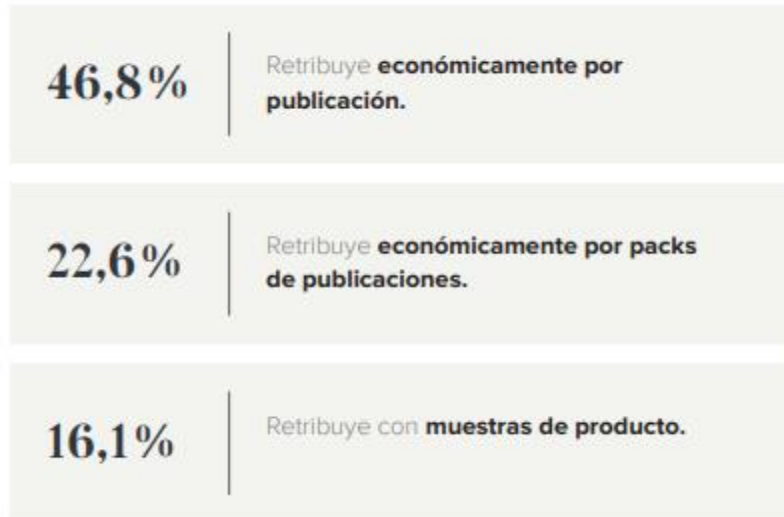 46,8%
Retribuye económicamente por
publicación.
22,6%
Retribuye económicamente por packs
de publicaciones.
16,1%
Retribuye con muestras de producto.